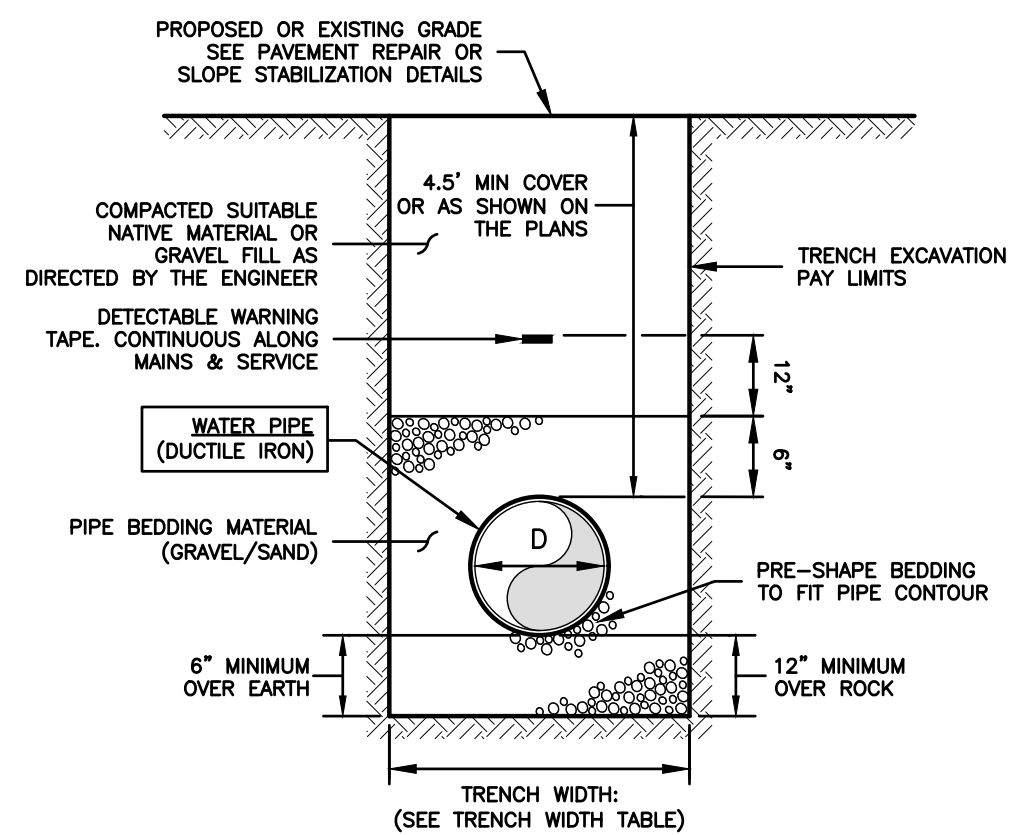 PROPOSED OR EXISTING GRADE
SEE PAVEMENT REPAIR OR
SLOPE STABILIZATION DETAILS
4.5' MIN COVER
OR AS SHOWN ON
THE PLANS
COMPACTED SUITABLE
NATIVE MATERIAL OR
GRAVEL FILL AS
DIRECTED BY THE ENGINEER
TRENCH EXCAVATION
PAY LIMITS
DETECTABLE WARNING
TAPE. CONTINUOUS ALONG
MAINS & SERVICE
12"
WATER PIPE
(DUCTILE IRON)
6"
PIPE BEDDING MATERIAL
(GRAVEL/SAND)
D
PRE-SHAPE BEDDING
TO FIT PIPE CONTOUR
6" MINIMUM
OVER EARTH
12" MINIMUM
OVER ROCK
TRENCH WIDTH:
(SEE TRENCH WIDTH TABLE)